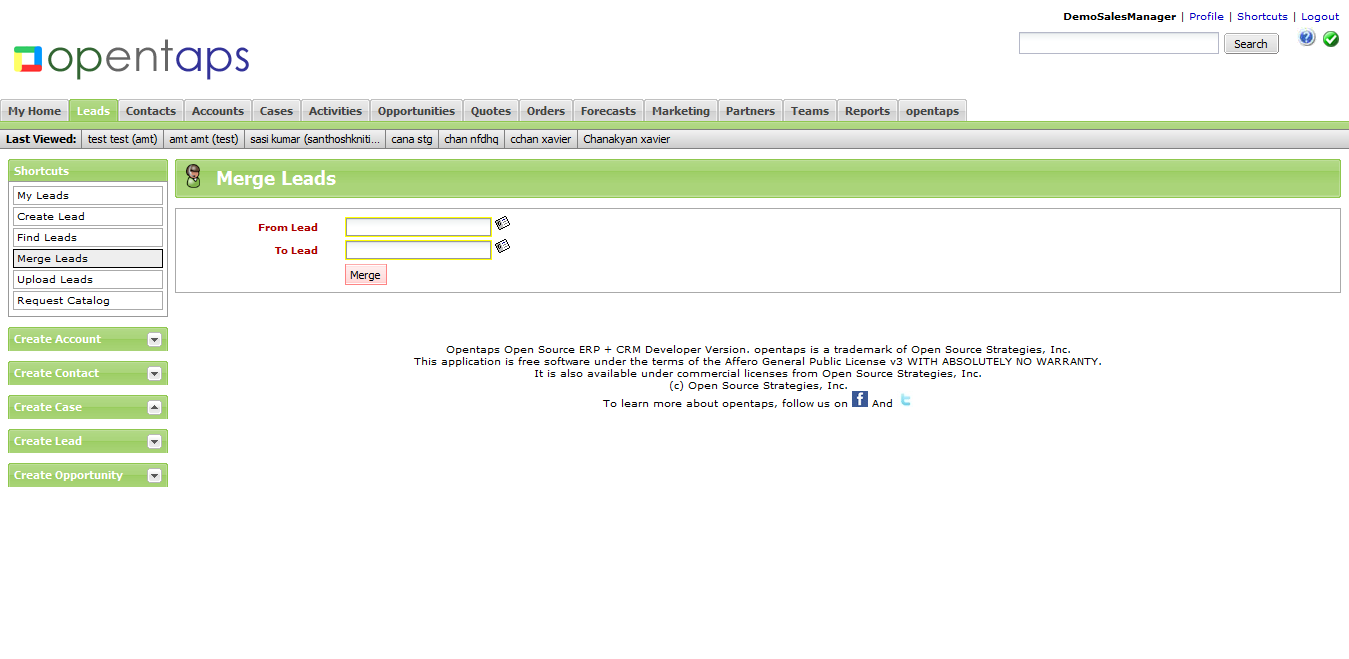 DemoSalesManager | Profile | Shortcuts | Logout
Search
opentaps
My Home Leads Contacts Accounts Cases Activities Opportunities Quotes Orders Forecasts Marketing Partners Teams Reports opentaps
Last Viewed: test test (amt) amt amt (test) sasi kumar (santhoshkniti... cana stg chan nfdhq cchan xavier Chanakyan xavier
Shortcuts
My Leads
Create Lead
Find Leads
Merge Leads
Upload Leads
Request Catalog
Create Account
Create Contact
Create Case
Create Lead
Create Opportunity
Merge Leads
From Lead
To Lead
Merge
Opentaps Open Source ERP + CRM Developer Version. opentaps is a trademark of Open Source Strategies, Inc.
This application is free software under the terms of the Affero General Public License v3 WITH ABSOLUTELY NO WARRANTY.
It is also available under commercial licenses from Open Source Strategies, Inc.
(c) Open Source Strategies, Inc.
To learn more about opentaps, follow us on f And t